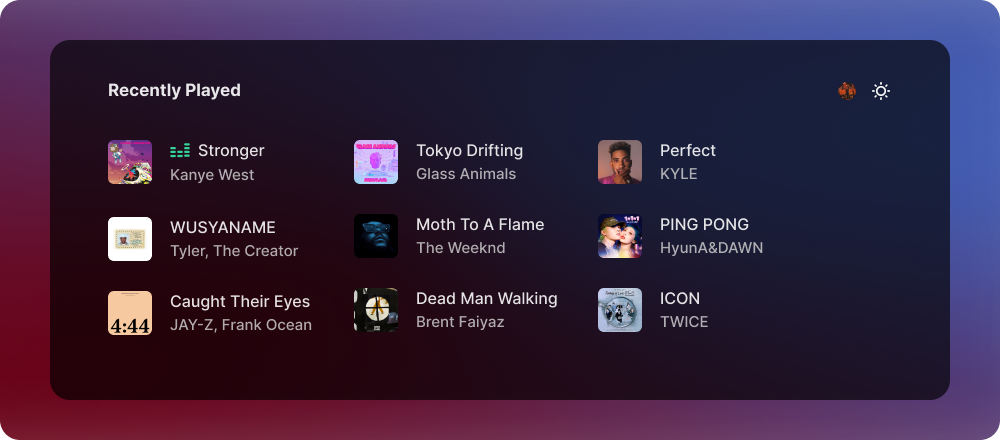 Recently Played
Stronger
Kanye West
Tokyo Drifting
Glass Animals
Perfect
KYLE
WUSYANAME
Tyler, The Creator
Moth To A Flame
The Weeknd
PING PONG
HyunA&DAWN
Caught Their Eyes
JAY-Z, Frank Ocean
4:44
Dead Man Walking
Brent Faiyaz
ICON
TWICE